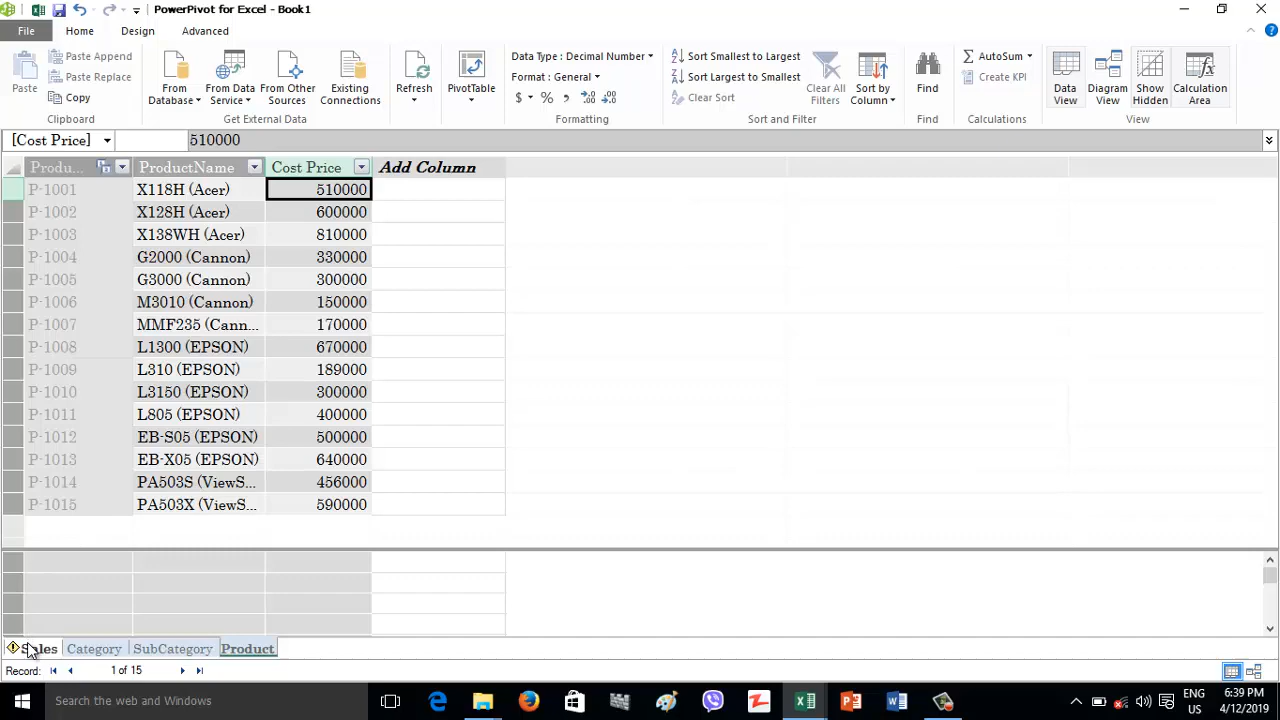 PowerPivot for Excel - Book1
File Home Design Advanced
Paste
Paste Append
Paste Replace
Copy
Clipboard
From Database
From Data Service
From Other Sources
Existing Connections
Get External Data
Refresh
PivotTable
Data Type : Decimal Number
Format : General
$ % ,
Formatting
Sort Smallest to Largest
Sort Largest to Smallest
Clear Sort
Clear All Filters
Sort by Column
Sort and Filter
Find
Find
AutoSum
Create KPI
Calculations
Data View
Diagram View
Show Hidden
Calculation Area
View
[Cost Price] 510000
Produ... ProductName Cost Price Add Column
P-1001 X118H (Acer) 510000
P-1002 X128H (Acer) 600000
P-1003 X138WH (Acer) 810000
P-1004 G2000 (Cannon) 330000
P-1005 G3000 (Cannon) 300000
P-1006 M3010 (Cannon) 150000
P-1007 MMF235 (Cann... 170000
P-1008 L1300 (EPSON) 670000
P-1009 L310 (EPSON) 189000
P-1010 L3150 (EPSON) 300000
P-1011 L805 (EPSON) 400000
P-1012 EB-S05 (EPSON) 500000
P-1013 EB-X05 (EPSON) 640000
P-1014 PA503S (ViewS... 456000
P-1015 PA503X (ViewS... 590000
Sales Category SubCategory Product
Record: 1 of 15
Search the web and Windows
ENG 6:39 PM
US 4/12/2019